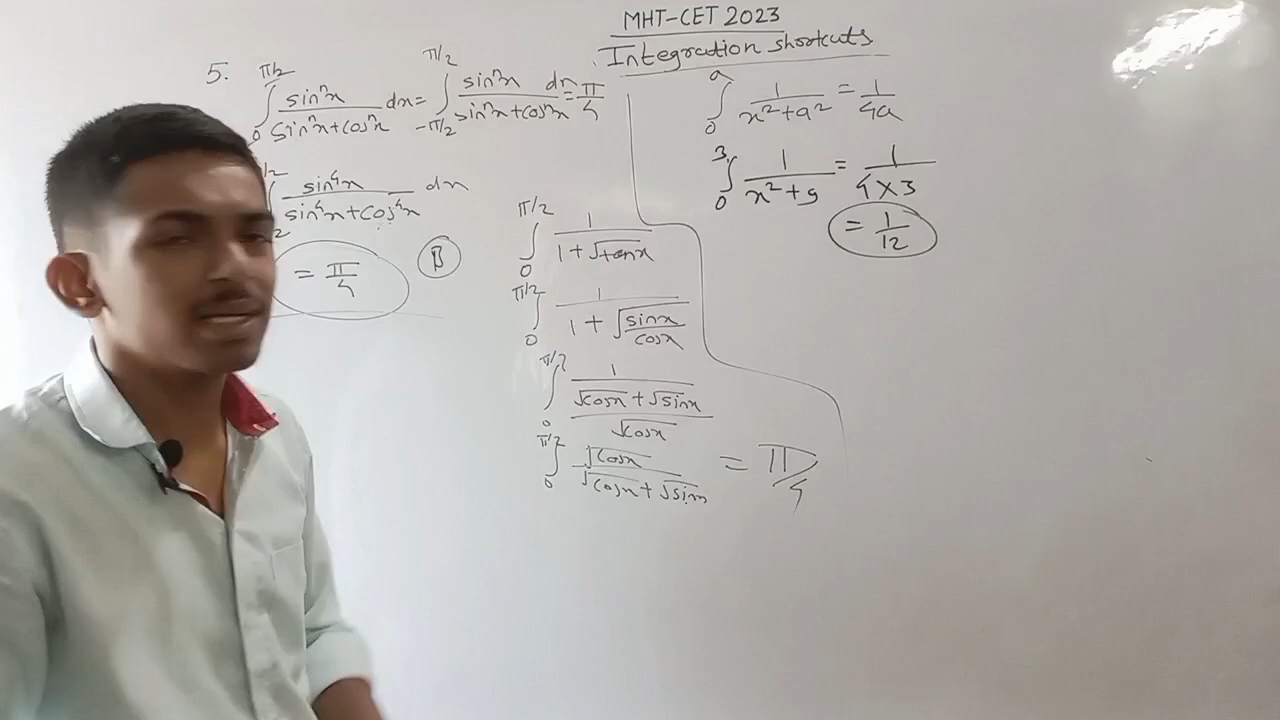 MHT-CET 2023
Integration shortcuts
5. ∫₀^{π/2} sinⁿx / (sinⁿx + cosⁿx) dx = ∫_{-π/2}^{π/2} sinⁿx / (sinⁿx + cosⁿx) dx = π/4
sin⁴x / (sin⁴x + cos⁴x) dx
= π/4 B
∫₀^{π/2} 1 / (1 + √tanx)
∫₀^{π/2} 1 / (1 + √(sinx/cosx))
∫₀^{π/2} 1 / ((√cosx + √sinx) / √cosx)
∫₀^{π/2} √cosx / (√cosx + √sinx) = π/4
∫₀^a 1 / (x² + a²) = 1/4a
∫₀^3 1 / (x² + 9) = 1 / (4×3)
= 1/12